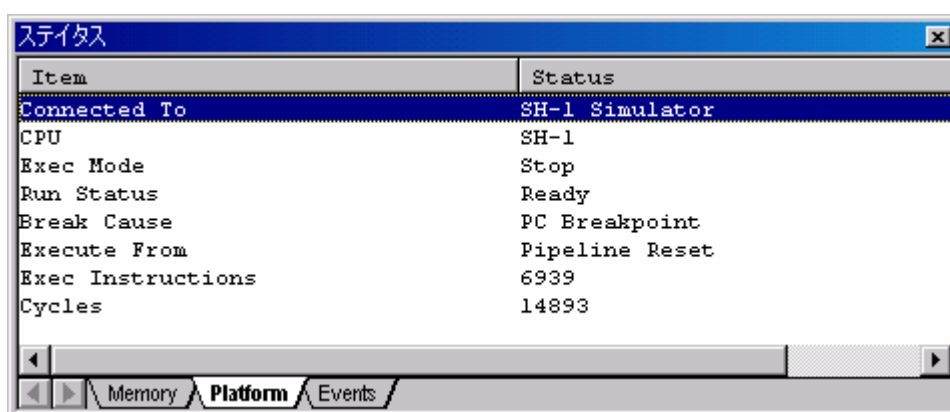 ステイタス
Item Status
Connected To SH-1 Simulator
CPU SH-1
Exec Mode Stop
Run Status Ready
Break Cause PC Breakpoint
Execute From Pipeline Reset
Exec Instructions 6939
Cycles 14893
Memory Platform Events